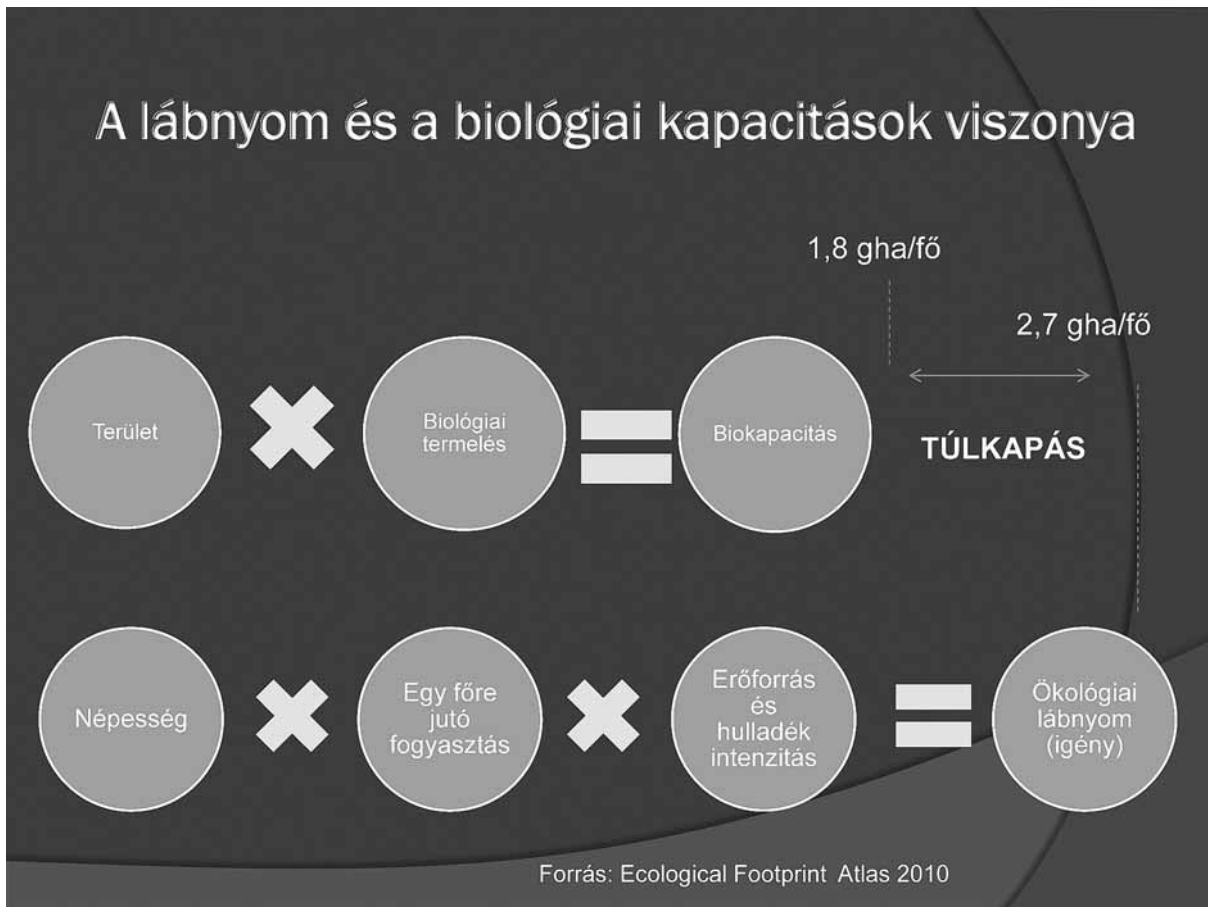 A lábnyom és a biológiai kapacitások viszonya
1,8 gha/fő
2,7 gha/fő
Terület
Biológiai
termelés
Biokapacitás
TÚLKAPÁS
Népesség
Egy főre
jutó
fogyasztás
Erőforrás
és
hulladék
intenzitás
Ökológiai
lábnyom
(igény)
Forrás: Ecological Footprint Atlas 2010